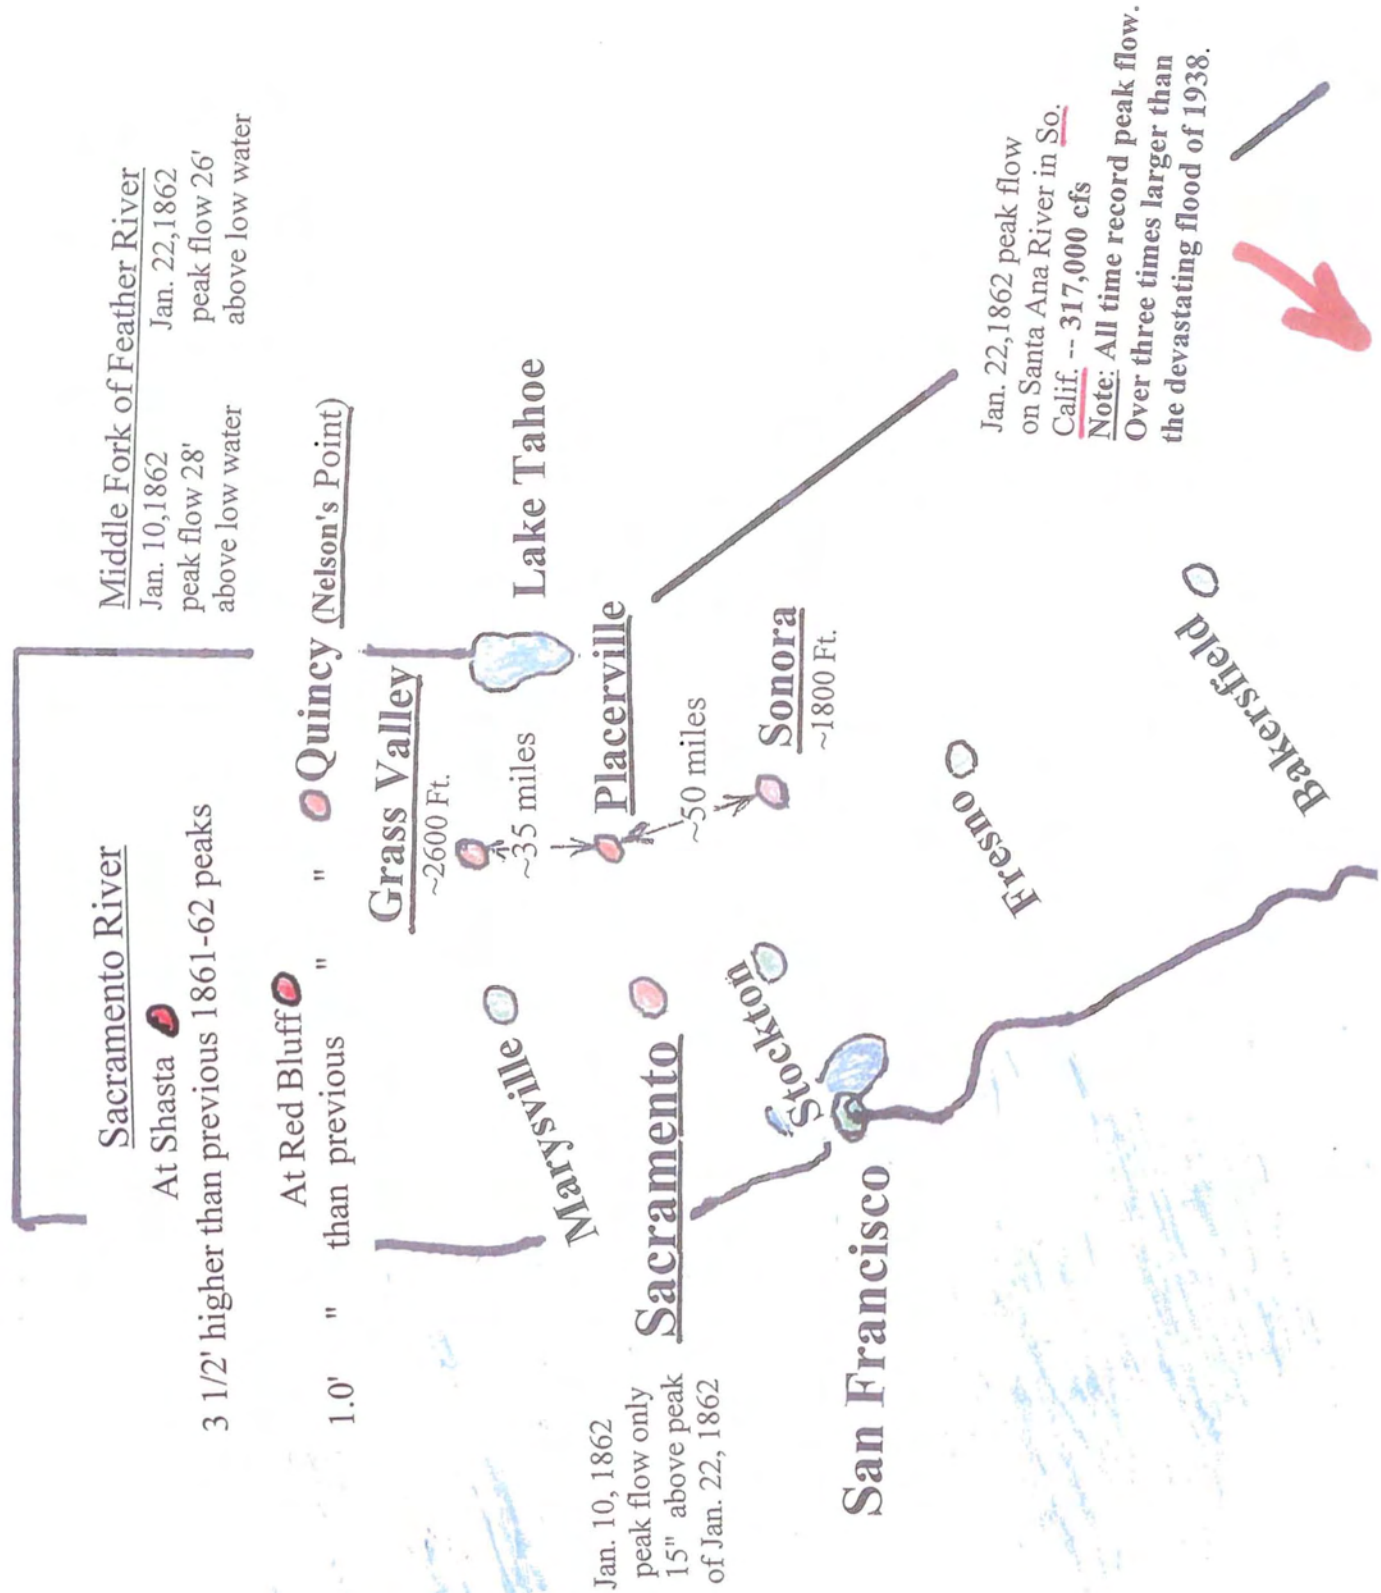 Sacramento River
At Shasta
3 1/2' higher than previous 1861-62 peaks
At Red Bluff
1.0' " than previous " "
Middle Fork of Feather River
Jan. 10,1862 Jan. 22,1862
peak flow 28' peak flow 26'
above low water above low water
Quincy (Nelson's Point)
Grass Valley
~2600 Ft.
Lake Tahoe
~35 miles
Marysville
Placerville
Jan. 10, 1862
peak flow only
15" above peak
of Jan. 22, 1862
Sacramento
~50 miles
Stockton
Sonora
~1800 Ft.
San Francisco
Fresno
Jan. 22,1862 peak flow
on Santa Ana River in So.
Calif. -- 317,000 cfs
Note: All time record peak flow.
Over three times larger than
the devastating flood of 1938.
Bakersfield